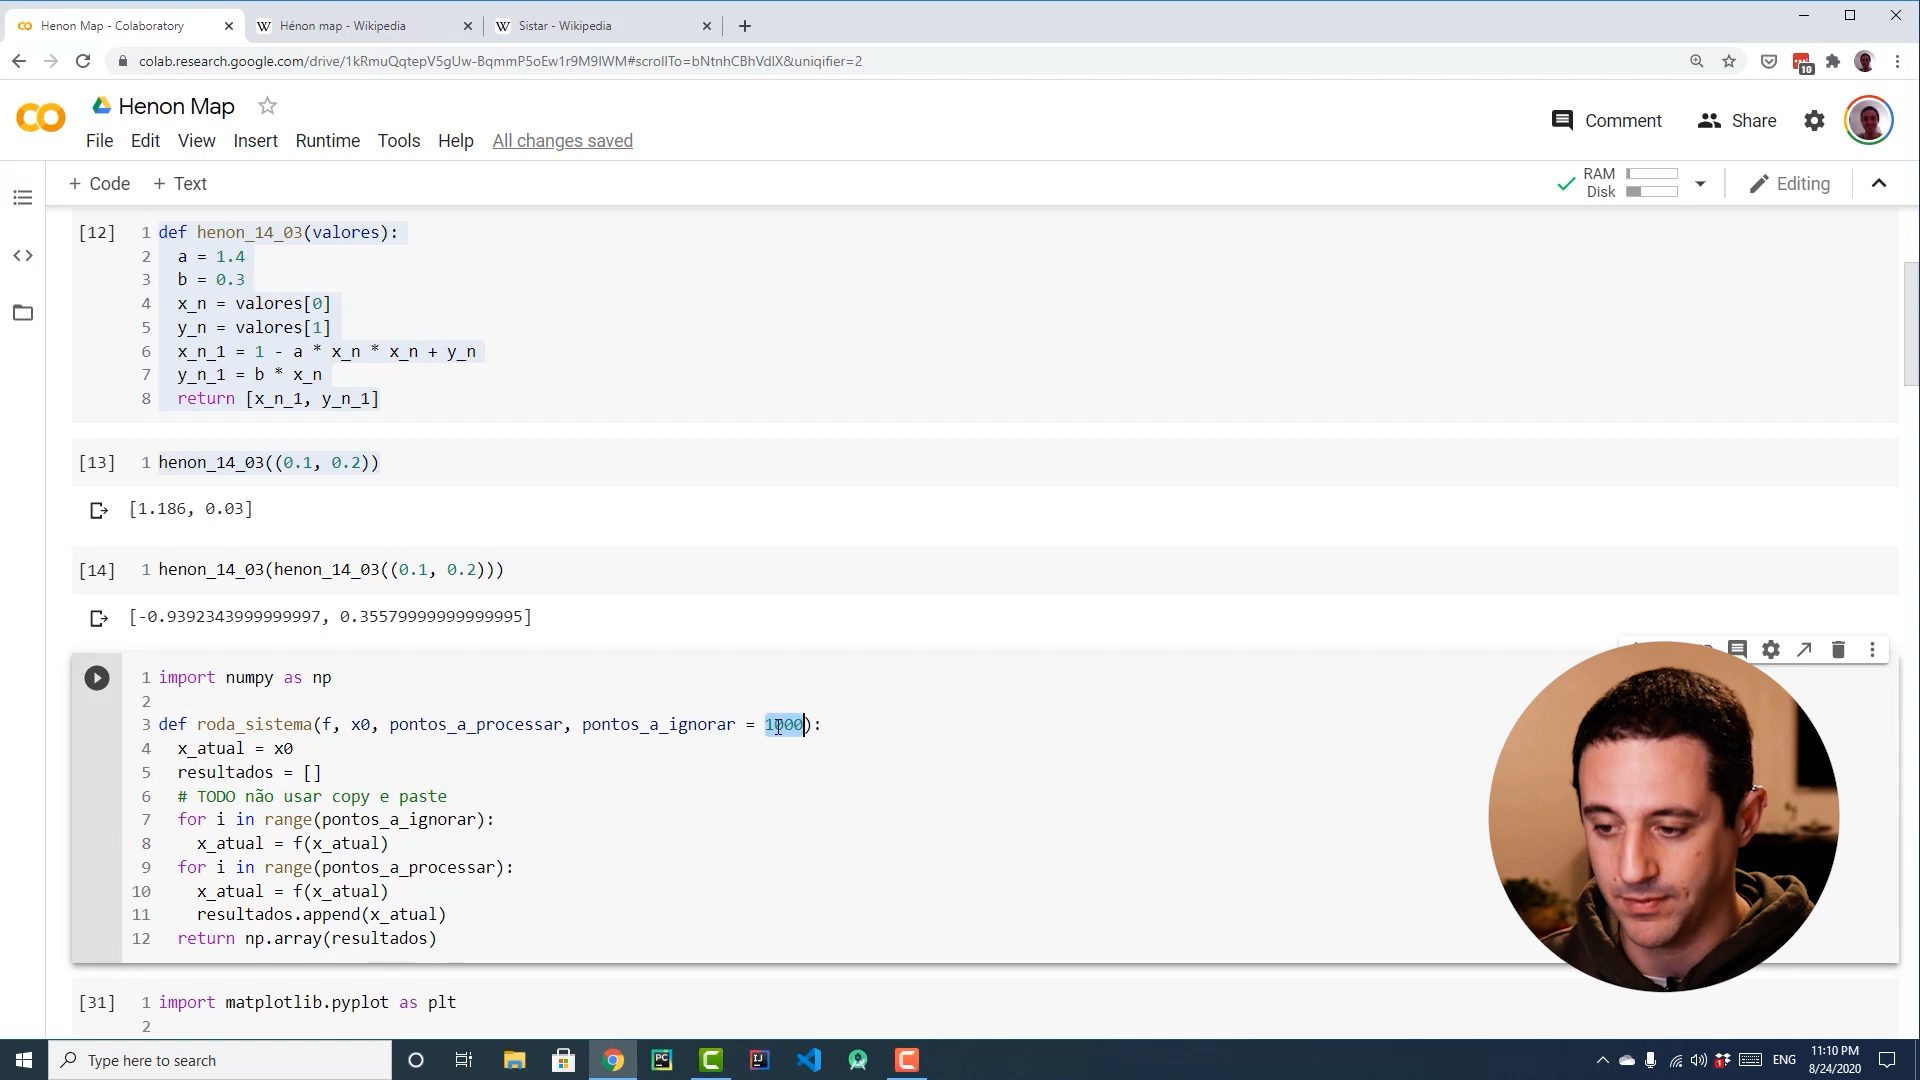 Henon Map - Colaboratory
Hénon map - Wikipedia
Sistar - Wikipedia
colab.research.google.com/drive/1kRmuQqtepV5gUw-BqmmP5oEw1r9M9IWM#scrollTo=bNtnhCBhVdlX&uniqifier=2
10
Henon Map
File Edit View Insert Runtime Tools Help All changes saved
Comment Share
+ Code + Text
RAM
Disk
Editing
[12]
1 def henon_14_03(valores):
2 a = 1.4
3 b = 0.3
4 x_n = valores[0]
5 y_n = valores[1]
6 x_n_1 = 1 - a * x_n * x_n + y_n
7 y_n_1 = b * x_n
8 return [x_n_1, y_n_1]
[13] 1 henon_14_03((0.1, 0.2))
[1.186, 0.03]
[14] 1 henon_14_03(henon_14_03((0.1, 0.2)))
[-0.9392343999999997, 0.35579999999999995]
1 import numpy as np
2
3 def roda_sistema(f, x0, pontos_a_processar, pontos_a_ignorar = 1000):
4 x_atual = x0
5 resultados = []
6 # TODO não usar copy e paste
7 for i in range(pontos_a_ignorar):
8 x_atual = f(x_atual)
9 for i in range(pontos_a_processar):
10 x_atual = f(x_atual)
11 resultados.append(x_atual)
12 return np.array(resultados)
[31] 1 import matplotlib.pyplot as plt
2
Type here to search
PC
IJ
ENG
11:10 PM
8/24/2020